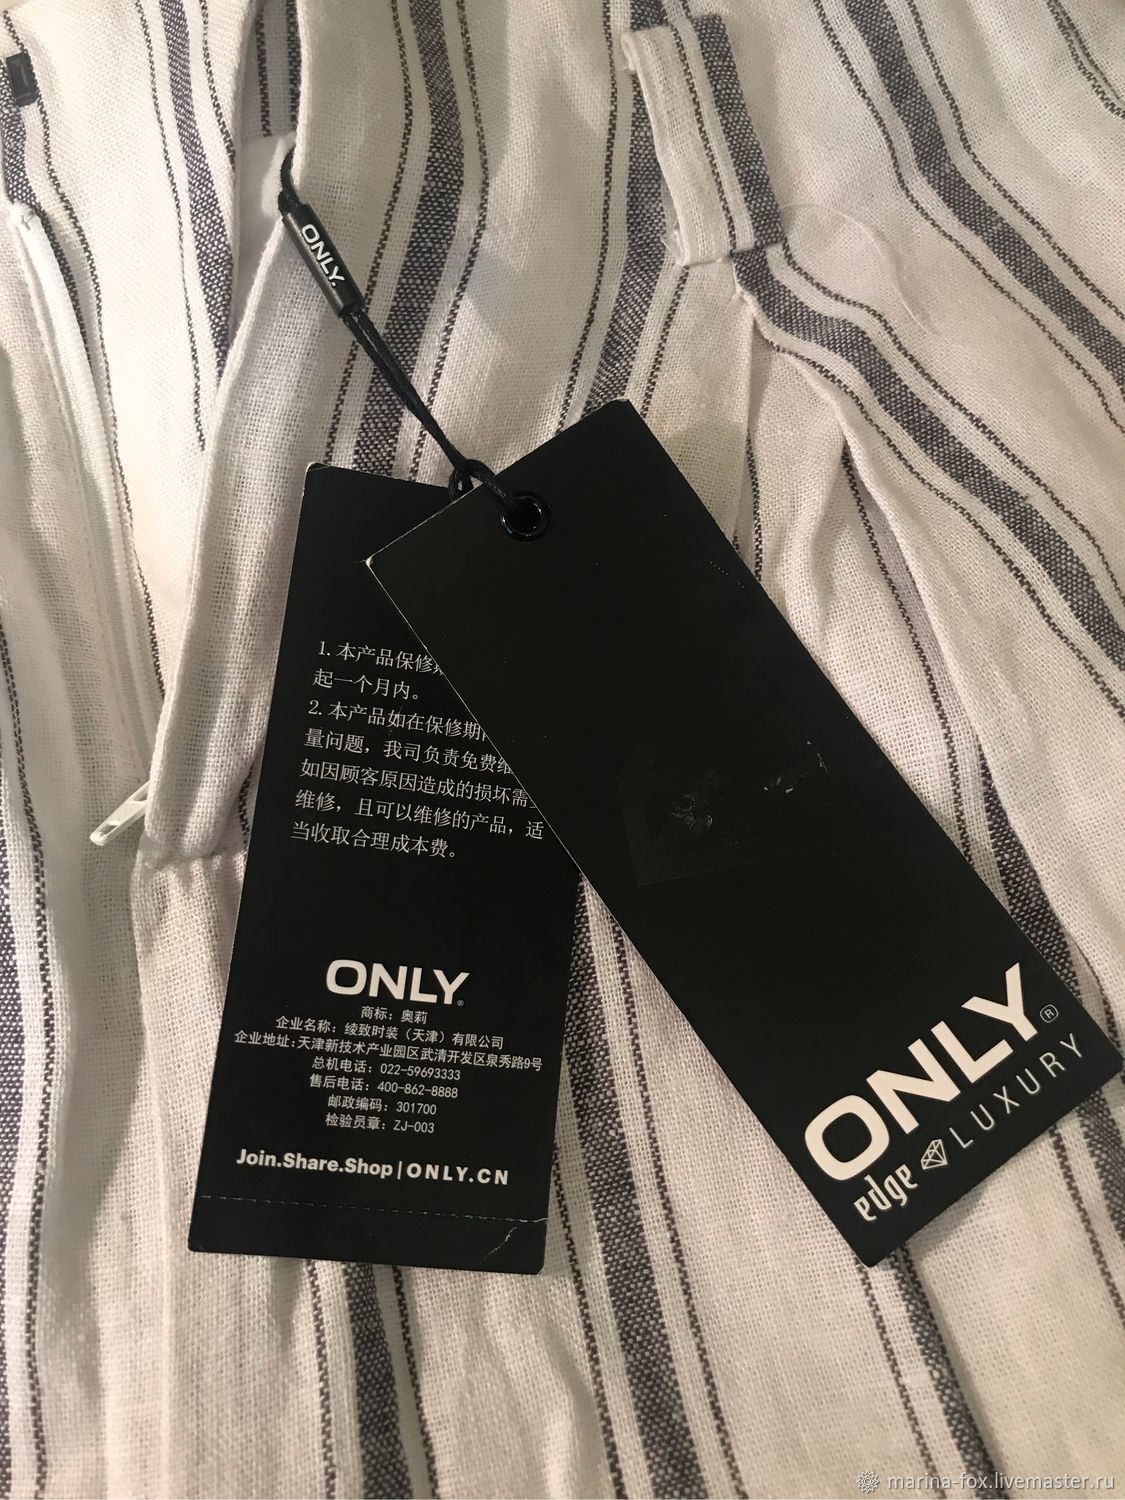 ONLY.
1. 本产品保修
起一个月内。
2. 本产品如在保修期
量问题，我司负责免费维
如因顾客原因造成的损坏需
维修，且可以维修的产品，适
当收取合理成本费。
ONLY®
商标：奥莉
企业名称：绫致时装（天津）有限公司
企业地址：天津新技术产业园区武清开发区泉秀路9号
总机电话：022-59693333
售后电话：400-862-8888
邮政编码：301700
检验员章：ZJ-003
Join.Share.Shop|ONLY.CN
ONLY®
edge LUXURY
marina-fox.livemaster.ru